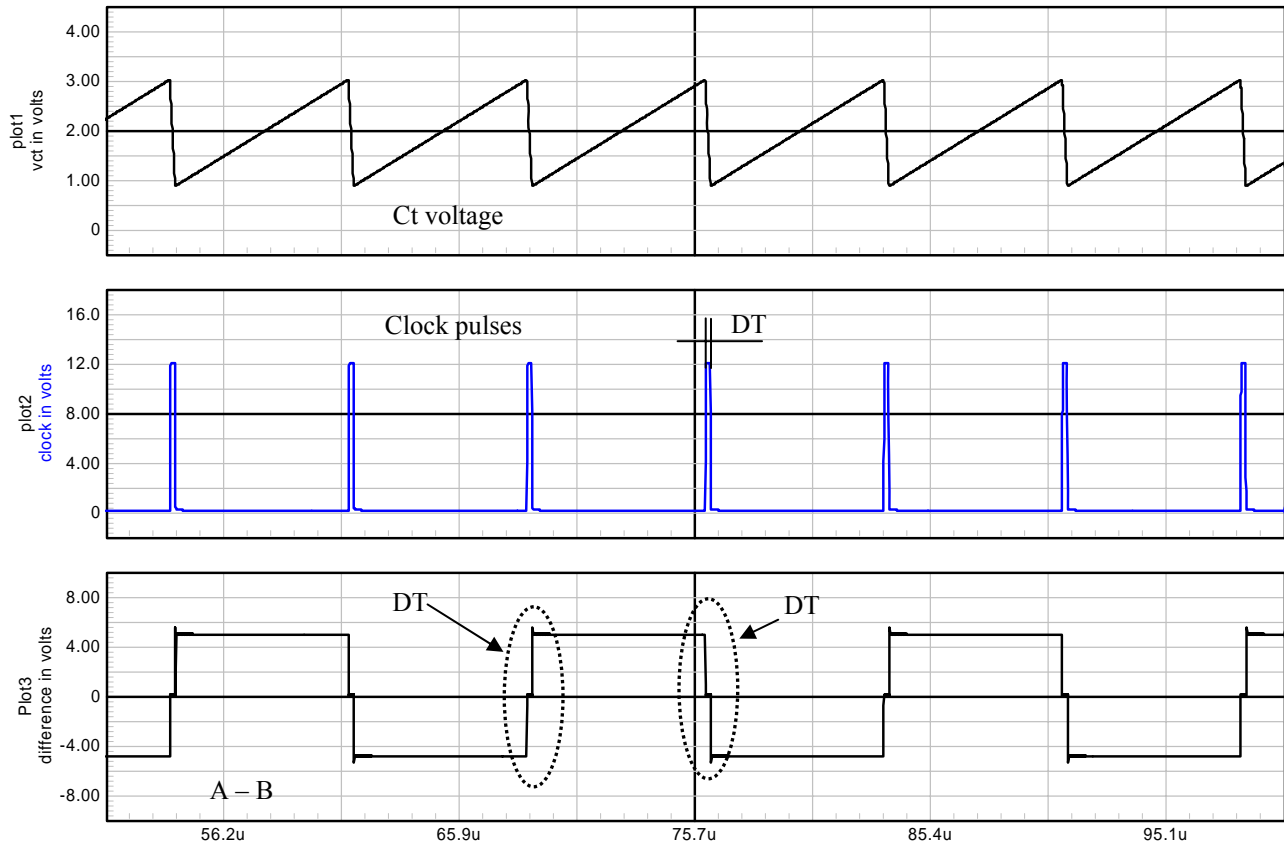 4.00
3.00
2.00
1.00
0
plot1
vct in volts
Ct voltage
16.0
12.0
8.00
4.00
0
plot2
clock in volts
Clock pulses
DT
8.00
4.00
0
-4.00
-8.00
Plot3
difference in volts
DT
DT
A – B
56.2u 65.9u 75.7u 85.4u 95.1u